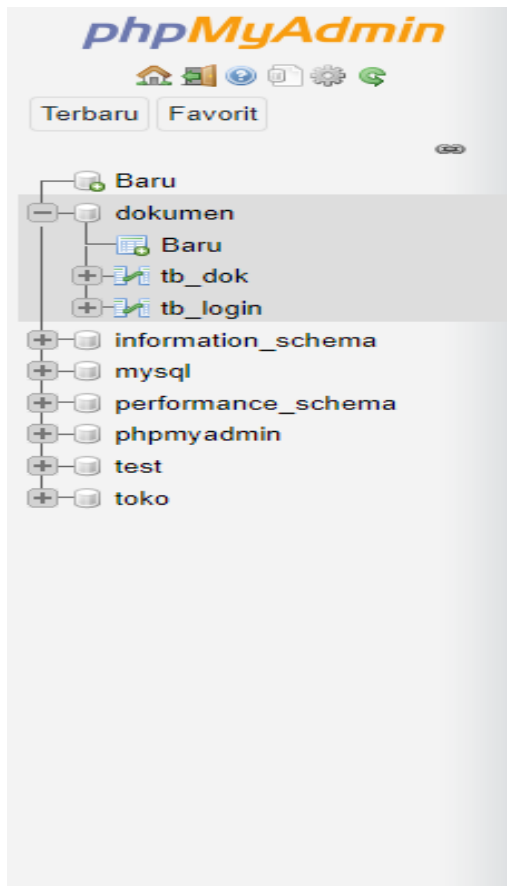 phpMyAdmin
Terbaru Favorit
Baru
dokumen
Baru
tb_dok
tb_login
information_schema
mysql
performance_schema
phpmyadmin
test
toko